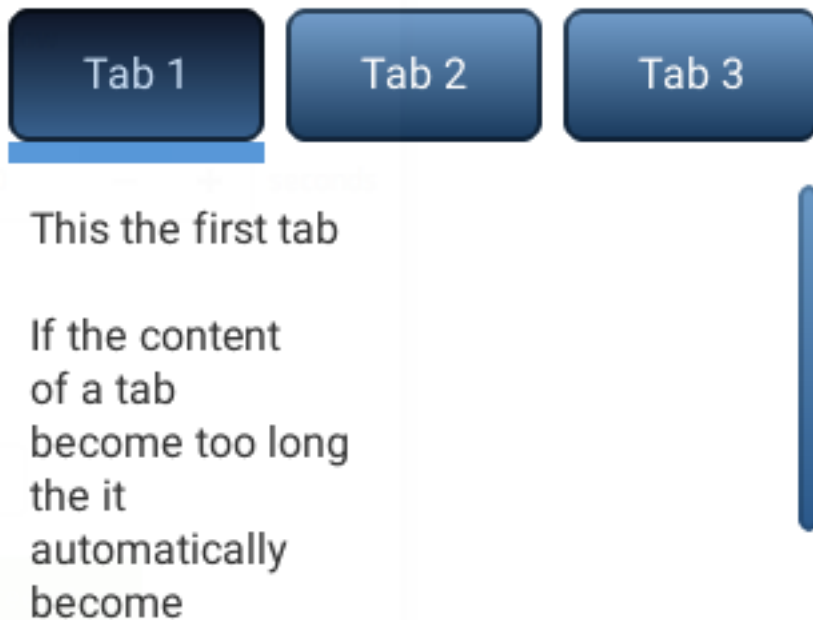 Tab 1
Tab 2
Tab 3
This the first tab
If the content
of a tab
become too long
the it
automatically
become